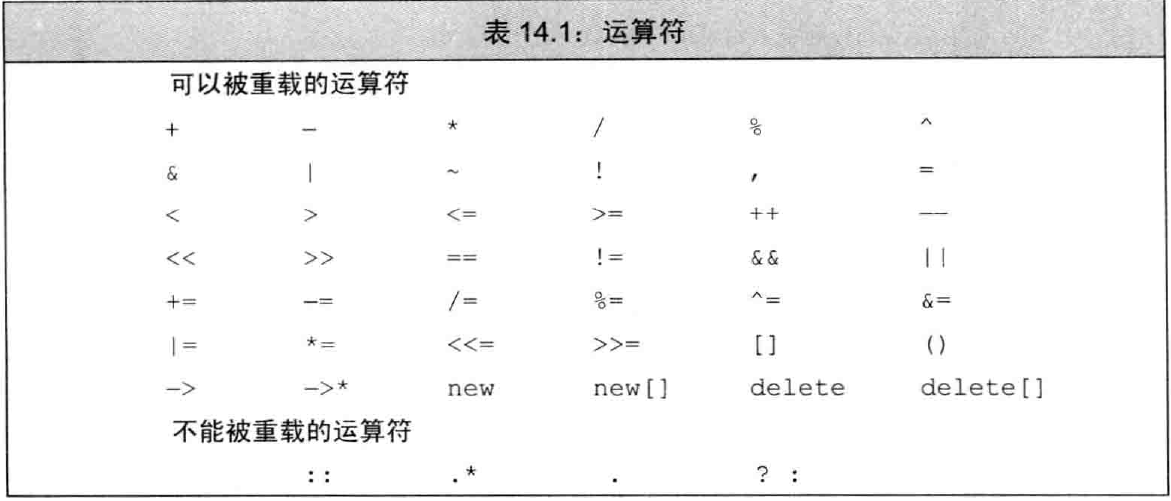 表 14.1：运算符
可以被重载的运算符
+ − * / % ^
& | ~ ! , =
< > <= >= ++ −−
<< >> == != && ||
+= −= /= %= ^= &=
|= *= <<= >>= [] ()
−> −>* new new[] delete delete[]
不能被重载的运算符
:: .* . ? :